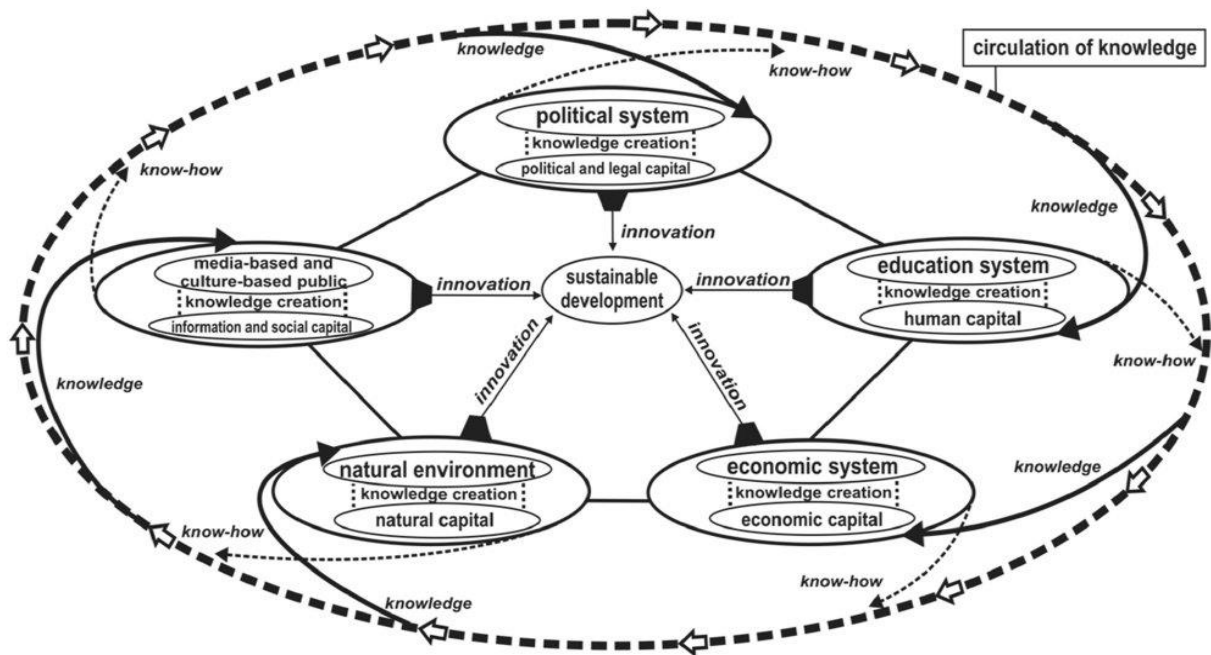 knowledge
know-how
circulation of knowledge
political system
knowledge creation
political and legal capital
know-how
knowledge
innovation
media-based and
culture-based public
knowledge creation
information and social capital
innovation
sustainable
development
innovation
education system
knowledge creation
human capital
know-how
innovation
innovation
knowledge
natural environment
knowledge creation
natural capital
economic system
knowledge creation
economic capital
knowledge
know-how
know-how
knowledge